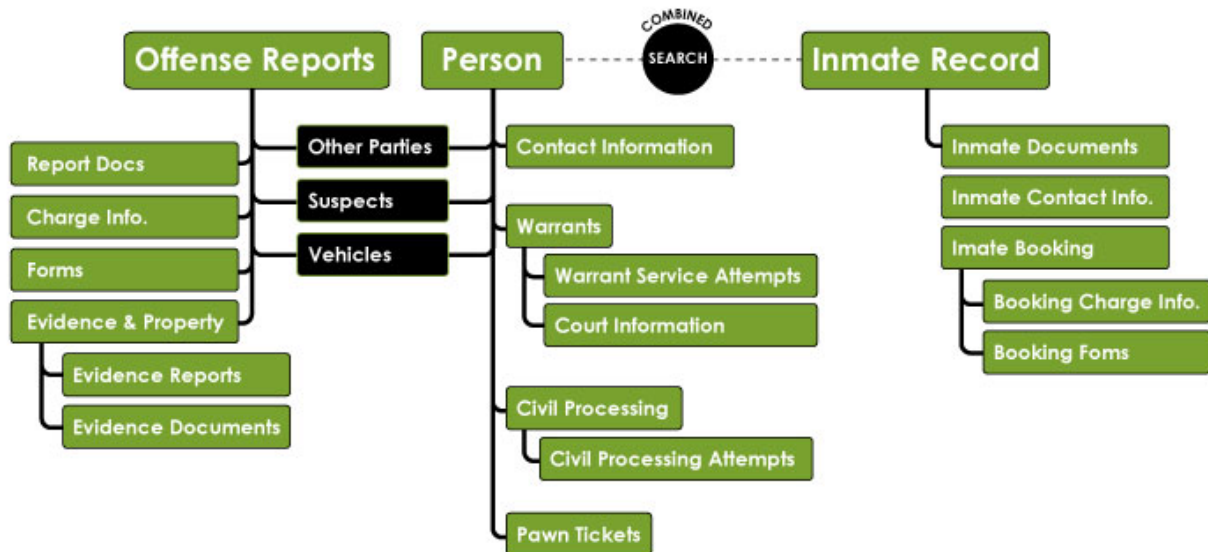 COMBINED
SEARCH
Offense Reports
Person
Inmate Record
Other Parties
Suspects
Vehicles
Report Docs
Charge Info.
Forms
Evidence & Property
Evidence Reports
Evidence Documents
Contact Information
Warrants
Warrant Service Attempts
Court Information
Civil Processing
Civil Processing Attempts
Pawn Tickets
Inmate Documents
Inmate Contact Info.
Imate Booking
Booking Charge Info.
Booking Foms